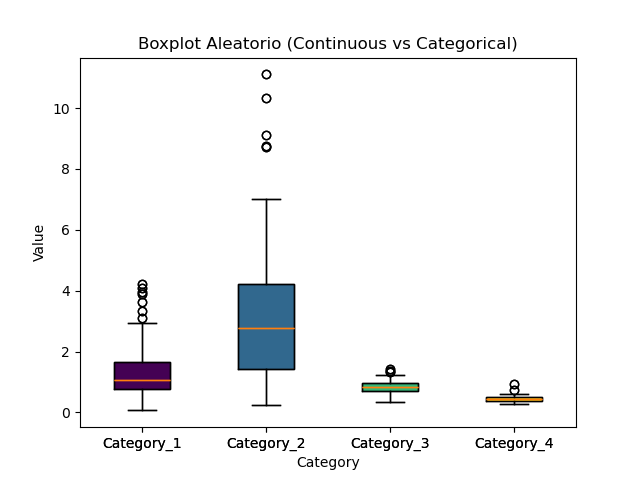 Boxplot Aleatorio (Continuous vs Categorical)
10
8
6
4
2
0
Value
Category_1 Category_2 Category_3 Category_4
Category